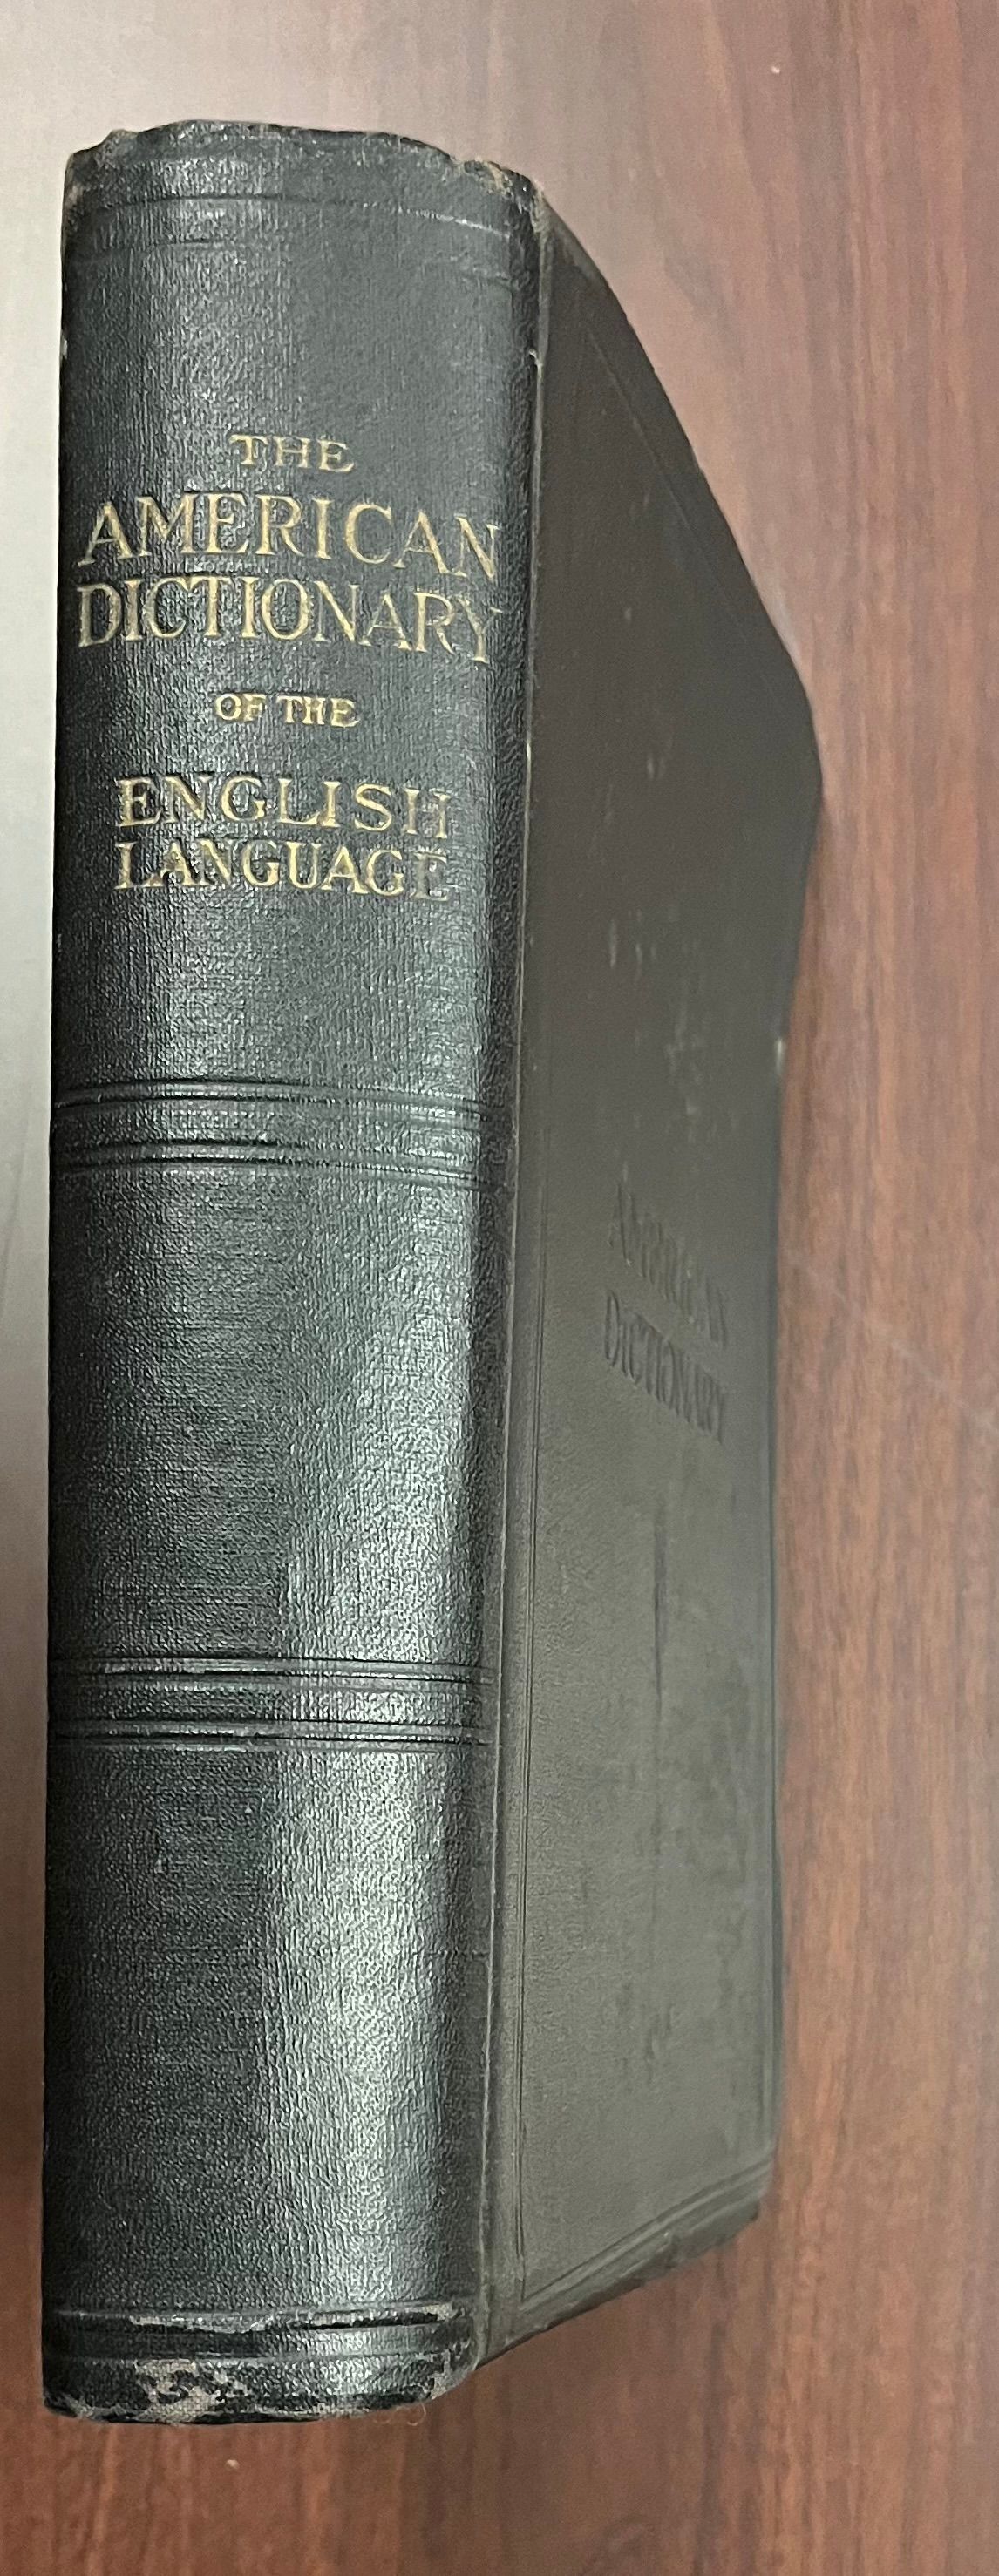 THE
AMERICAN
DICTIONARY
OF THE
ENGLISH
LANGUAGE
AMERICAN
DICTIONARY